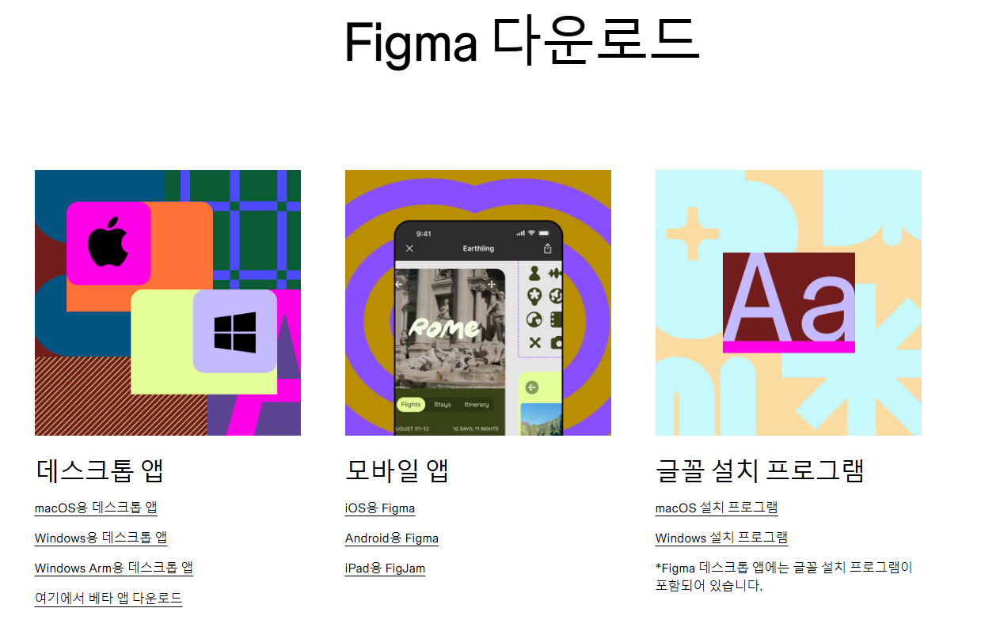 Figma 다운로드
9:41
Earthling
ROME
Flights Stays Itinerary
UGUST 01–12 12 DAYS, 11 NIGHTS
Aa
데스크톱 앱
macOS용 데스크톱 앱
Windows용 데스크톱 앱
Windows Arm용 데스크톱 앱
여기에서 베타 앱 다운로드
모바일 앱
iOS용 Figma
Android용 Figma
iPad용 FigJam
글꼴 설치 프로그램
macOS 설치 프로그램
Windows 설치 프로그램
*Figma 데스크톱 앱에는 글꼴 설치 프로그램이
포함되어 있습니다.